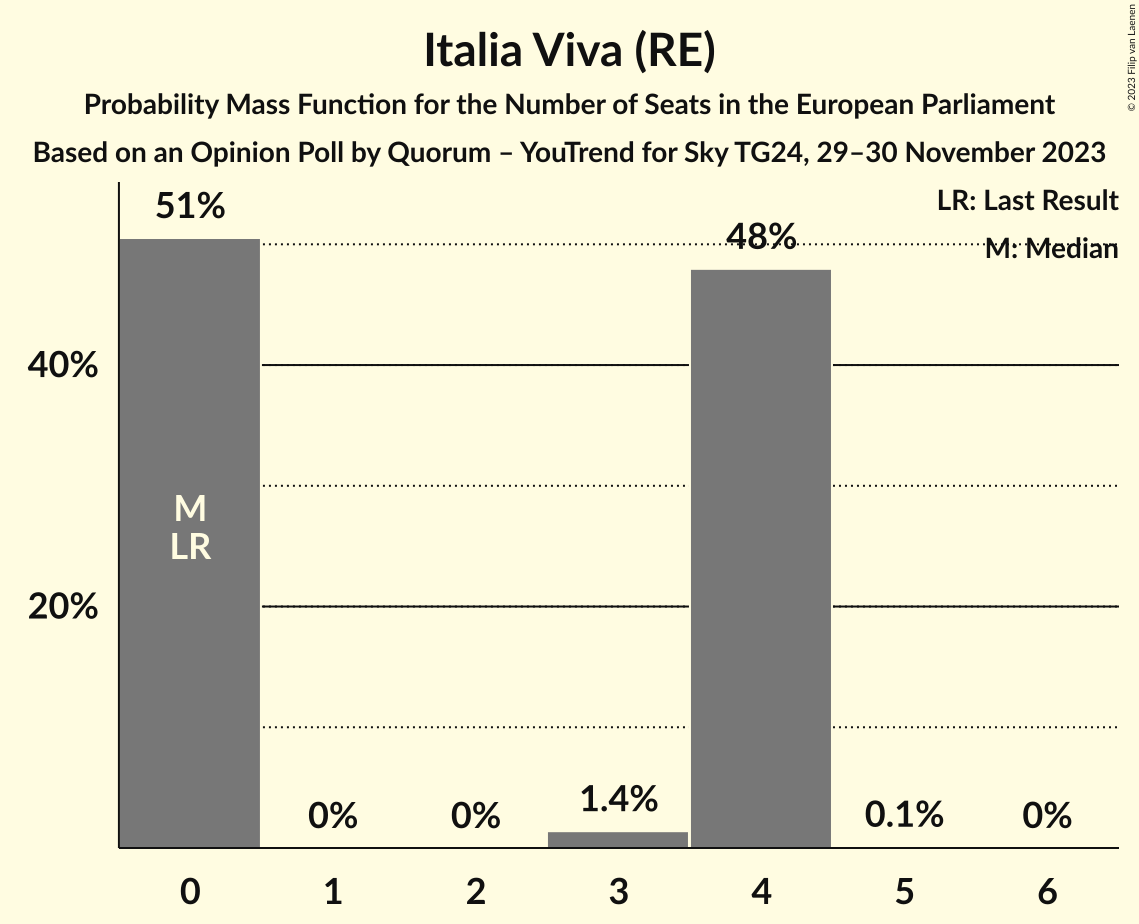 Italia Viva (RE)
Probability Mass Function for the Number of Seats in the European Parliament
Based on an Opinion Poll by Quorum – YouTrend for Sky TG24, 29–30 November 2023
© 2023 Filip van Laenen
LR: Last Result
M: Median
51%
48%
40%
M
LR
20%
0%
0%
1.4%
0.1%
0%
0
1
2
3
4
5
6